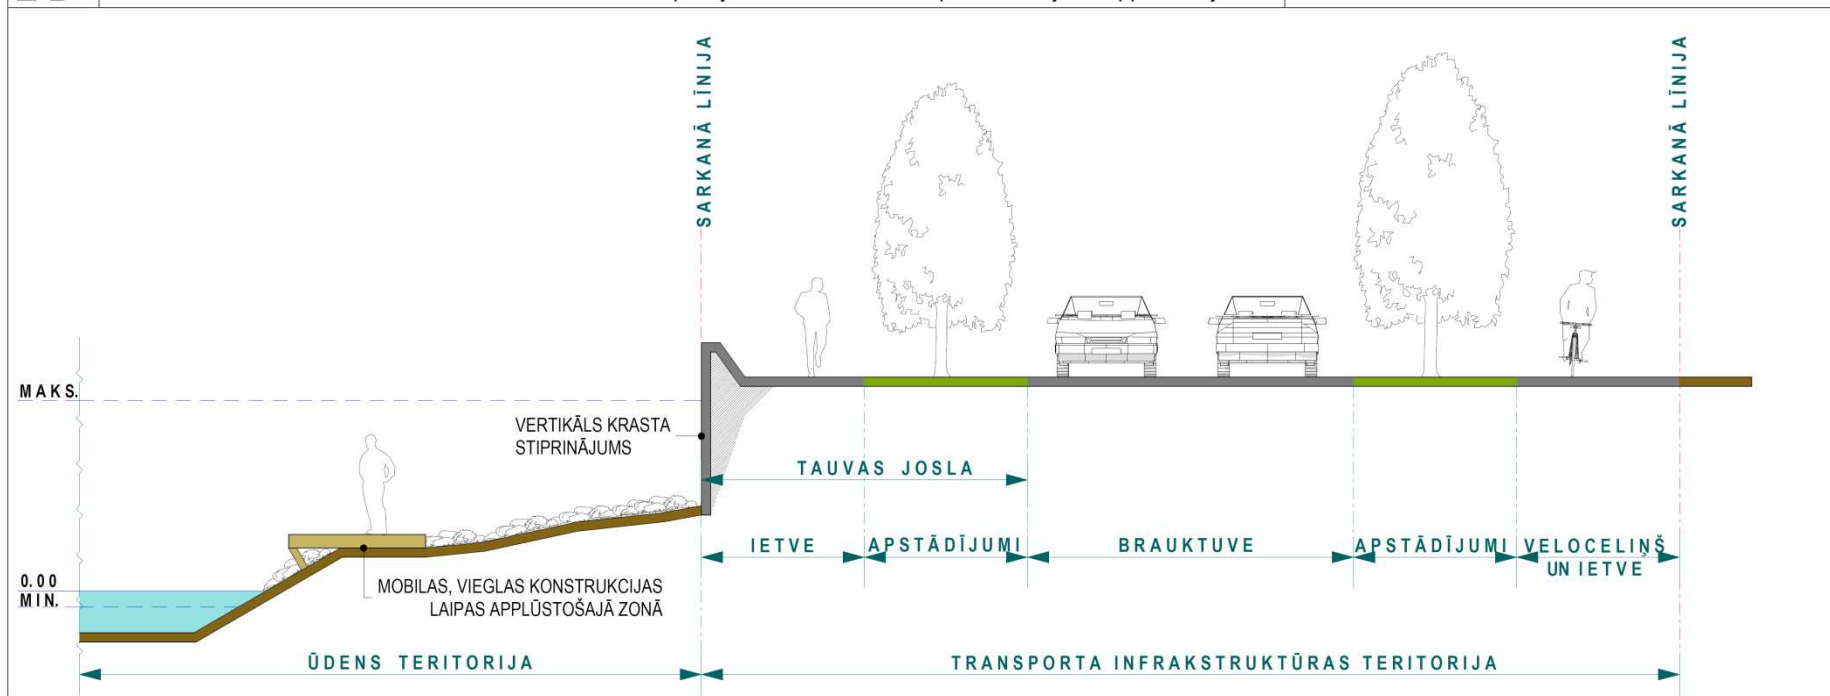 SARKANĀ LĪNIJA
SARKANĀ LĪNIJA
MAKS.
VERTIKĀLS KRASTA
STIPRINĀJUMS
TAUVAS JOSLA
IETVE
APSTĀDĪJUMI
BRAUKTUVE
APSTĀDĪJUMI
VELOCELIŅŠ
UN IETVE
0.00
MIN.
MOBILAS, VIEGLAS KONSTRUKCIJAS
LAIPAS APPLŪSTOŠAJĀ ZONĀ
ŪDENS TERITORIJA
TRANSPORTA INFRAKSTRUKTŪRAS TERITORIJA